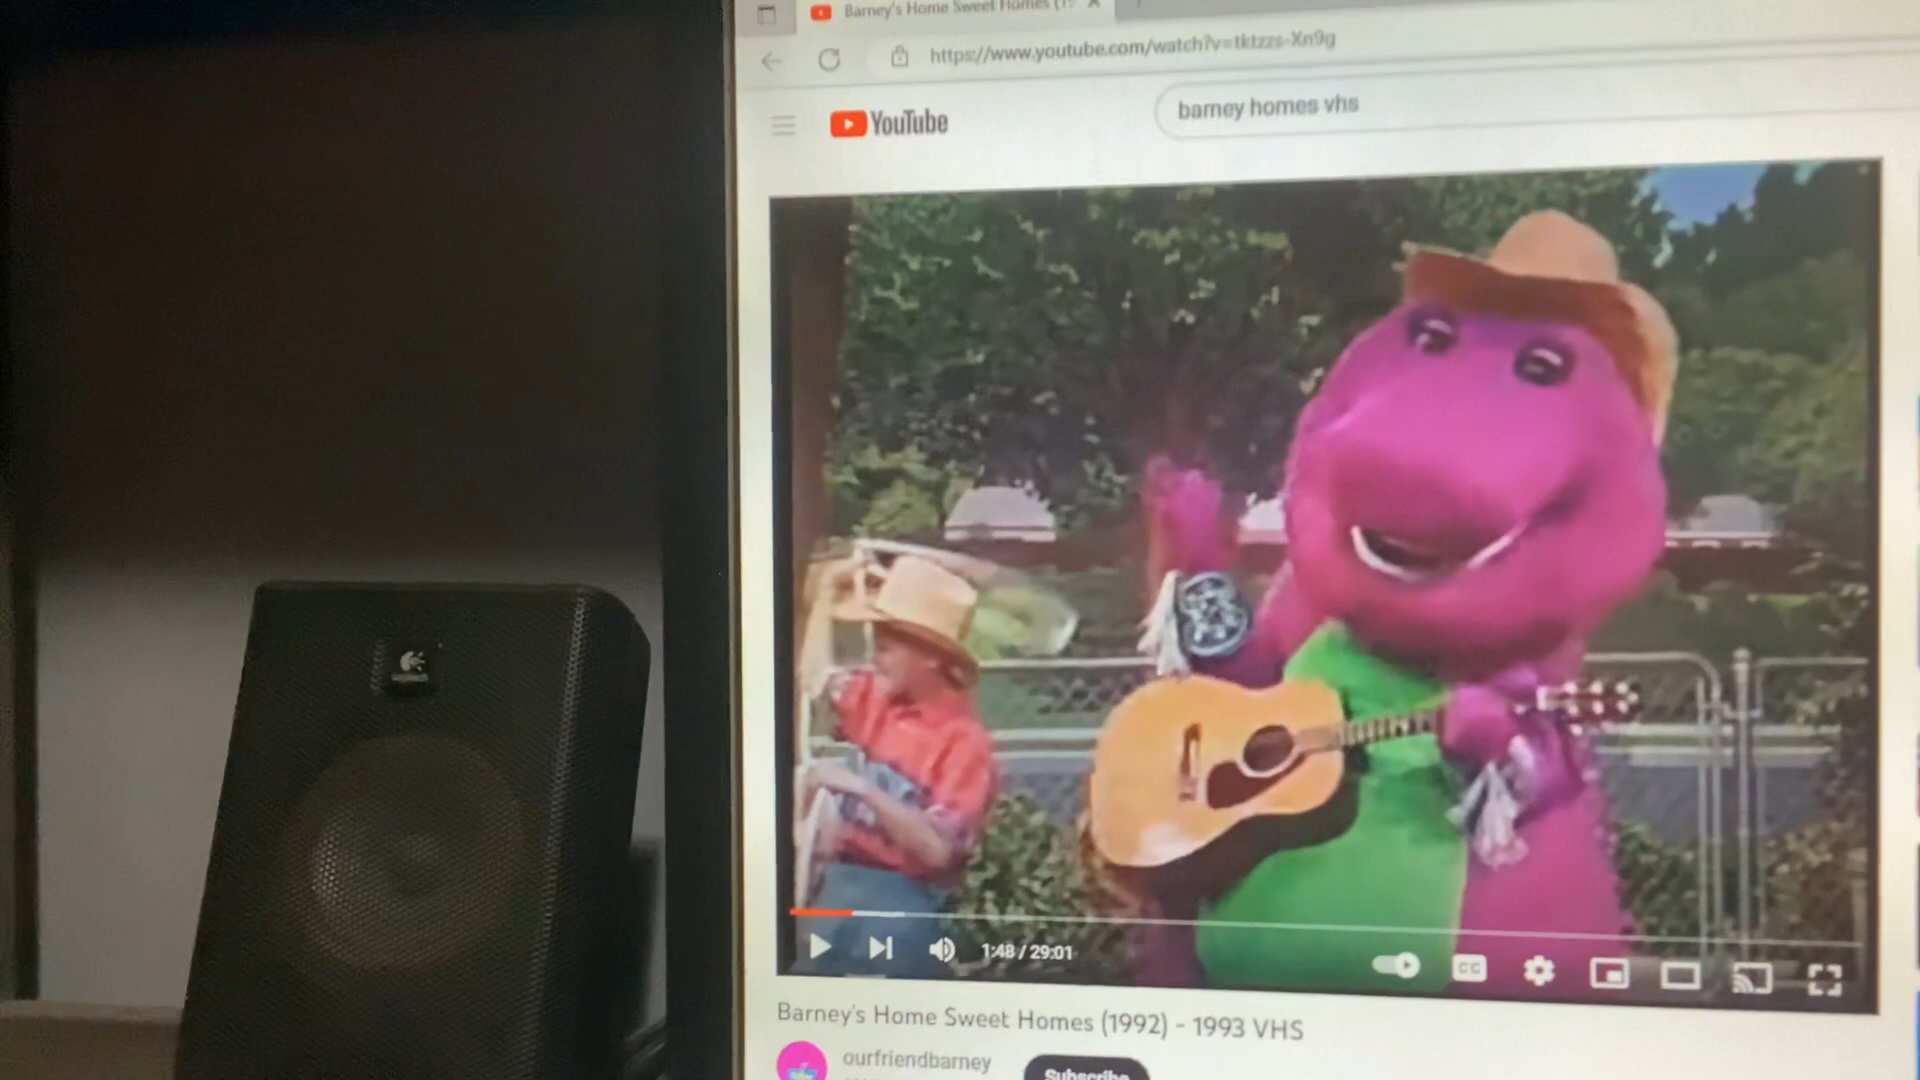 Barney's Home Sweet Homes (1
https://www.youtube.com/watch?v=tktzzs-Xn9g
YouTube
barney homes vhs
1:48 / 29:01
CC
Barney's Home Sweet Homes (1992) - 1993 VHS
ourfriendbarney
Subscribe